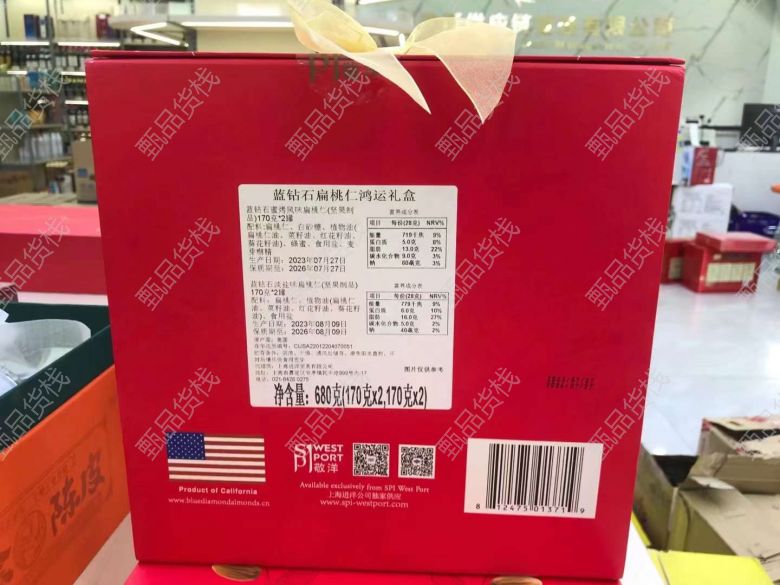 蓝钻石扁桃仁鸿运礼盒
蓝钻石蜜烤风味扁桃仁(坚果制
品)170克*2罐
配料:扁桃仁、白砂糖、植物油(
扁桃仁油、菜籽油、红花籽油、
葵花籽油)、蜂蜜、食用盐、麦
芽糊精
生产日期:2023年07月27日
保质期至:2026年07月27日
营养成分表
项目 每份(28克) NRV%
能量 719千焦 9%
蛋白质 5.0克 8%
脂肪 13.0克 22%
碳水化合物 9.0克 3%
钠 60毫克 3%
蓝钻石淡盐味扁桃仁(坚果制品)
170克*2罐
配料:扁桃仁、植物油(扁桃仁
油、菜籽油、红花籽油、葵花籽
油)、食用盐
生产日期:2023年08月09日
保质期至:2026年08月09日
营养成分表
项目 每份(28克) NRV%
能量 779千焦 9%
蛋白质 6.0克 10%
脂肪 16.0克 27%
碳水化合物 5.0克 2%
钠 40毫克 2%
原产国:美国
图片仅供参考
电话:021-6428 0275
净含量:680克(170克x2,170克x2)
Product of California
www.bluediamondalmonds.cn
WEST
PORT
敬洋
Available exclusively from SPI West Port
www.spi-westport.com
8 12475 01371 9
陈皮
甄品货栈